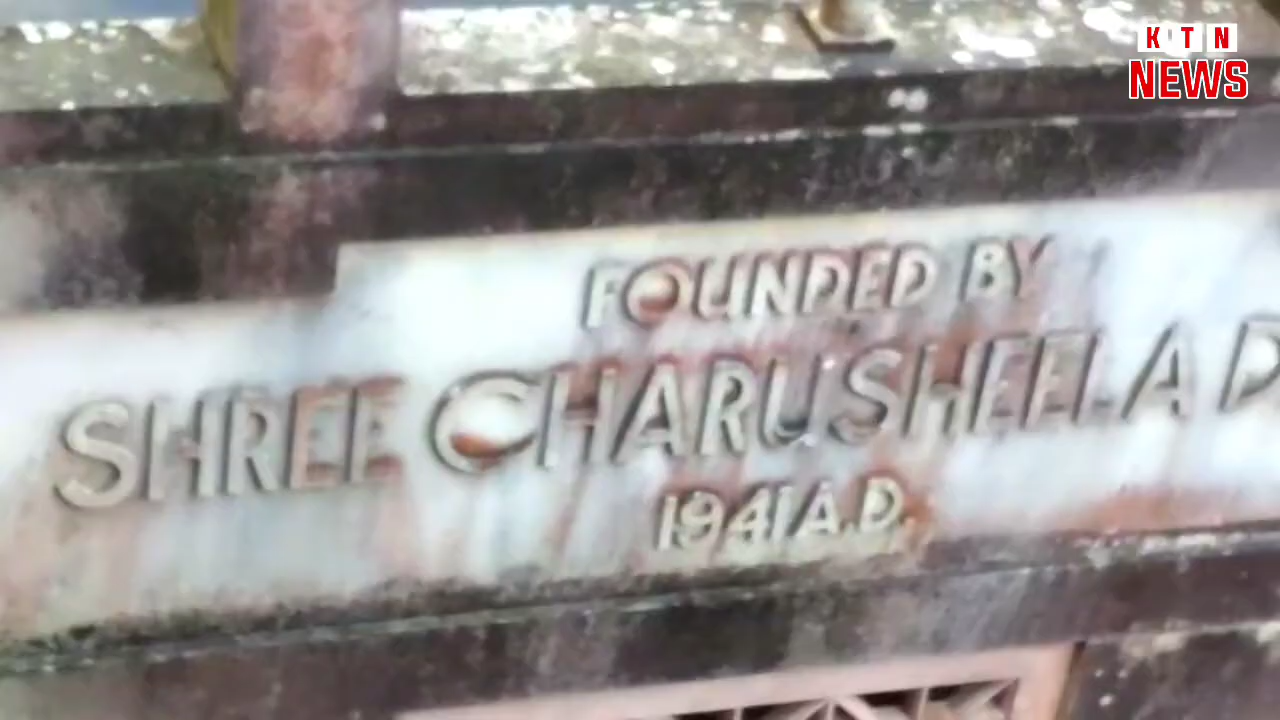 KTN
NEWS
FOUNDED BY
SHREE CHARUSHEELA D
1941 A.D.